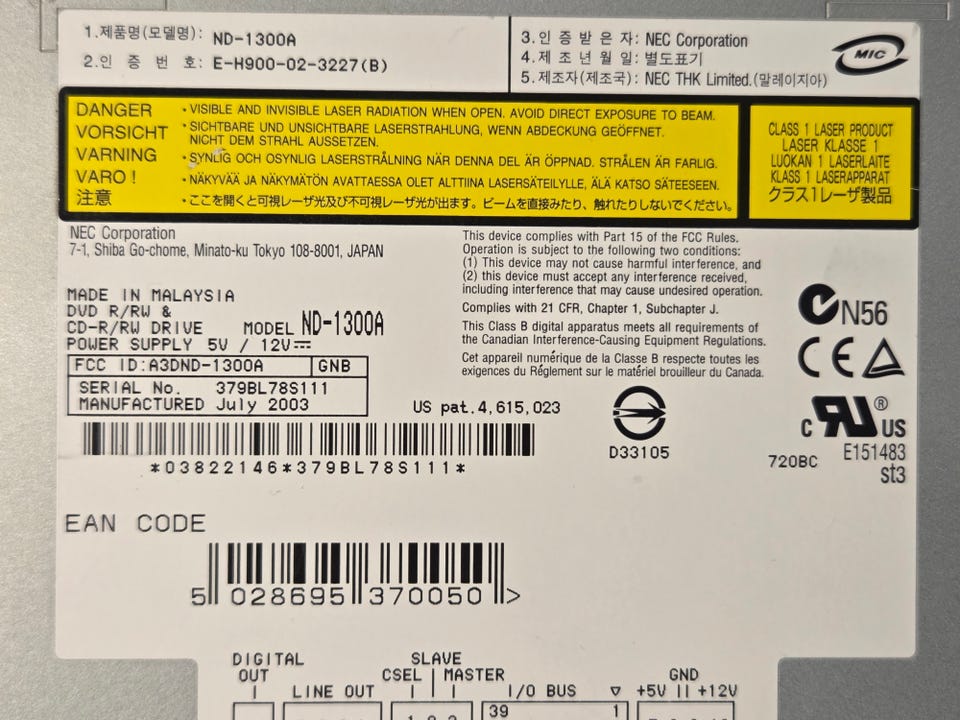 1.제품명(모델명): ND-1300A
2.인 증 번 호: E-H900-02-3227(B)
3.인 증 받 은 자: NEC Corporation
4.제 조 년 월 일: 별도표기
5.제조자(제조국): NEC THK Limited.(말레이지아)
MIC
DANGER
VORSICHT
VARNING
VARO!
注意
・VISIBLE AND INVISIBLE LASER RADIATION WHEN OPEN. AVOID DIRECT EXPOSURE TO BEAM.
・SICHTBARE UND UNSICHTBARE LASERSTRAHLUNG, WENN ABDECKUNG GEÖFFNET.
NICHT DEM STRAHL AUSSETZEN.
・SYNLIG OCH OSYNLIG LASERSTRÅLNING NÄR DENNA DEL ÄR ÖPPNAD. STRÅLEN ÄR FARLIG.
・NÄKYVÄÄ JA NÄKYMÄTÖN AVATTAESSA OLET ALTTIINA LASERSÄTEILYLLE, ÄLÄ KATSO SÄTEESEEN.
・ここを開くと可視レーザ光及び不可視レーザ光が出ます。ビームを直接みたり、触れたりしないでください。
CLASS 1 LASER PRODUCT
LASER KLASSE 1
LUOKAN 1 LASERLAITE
KLASS 1 LASERAPPARAT
クラス1レーザ製品
NEC Corporation
7-1, Shiba Go-chome, Minato-ku Tokyo 108-8001, JAPAN
MADE IN MALAYSIA
DVD R/RW &
CD-R/RW DRIVE MODEL ND-1300A
POWER SUPPLY 5V / 12V⎓
FCC ID:A3DND-1300A GNB
SERIAL No. 379BL78S111
MANUFACTURED July 2003
US pat.4,615,023
*03822146*379BL78S111*
This device complies with Part 15 of the FCC Rules.
Operation is subject to the following two conditions:
(1) This device may not cause harmful interference, and
(2) this device must accept any interference received,
including interference that may cause undesired operation.
Complies with 21 CFR, Chapter 1, Subchapter J.
This Class B digital apparatus meets all requirements of
the Canadian Interference-Causing Equipment Regulations.
Cet appareil numérique de la Classe B respecte toutes les
exigences du Règlement sur le matériel brouilleur du Canada.
D33105
N56
CE
c RU ® US
720BC E151483
st3
EAN CODE
5 028695 370050 >
DIGITAL OUT
LINE OUT
SLAVE
CSEL MASTER
I/O BUS
GND
+5V +12V
39 1